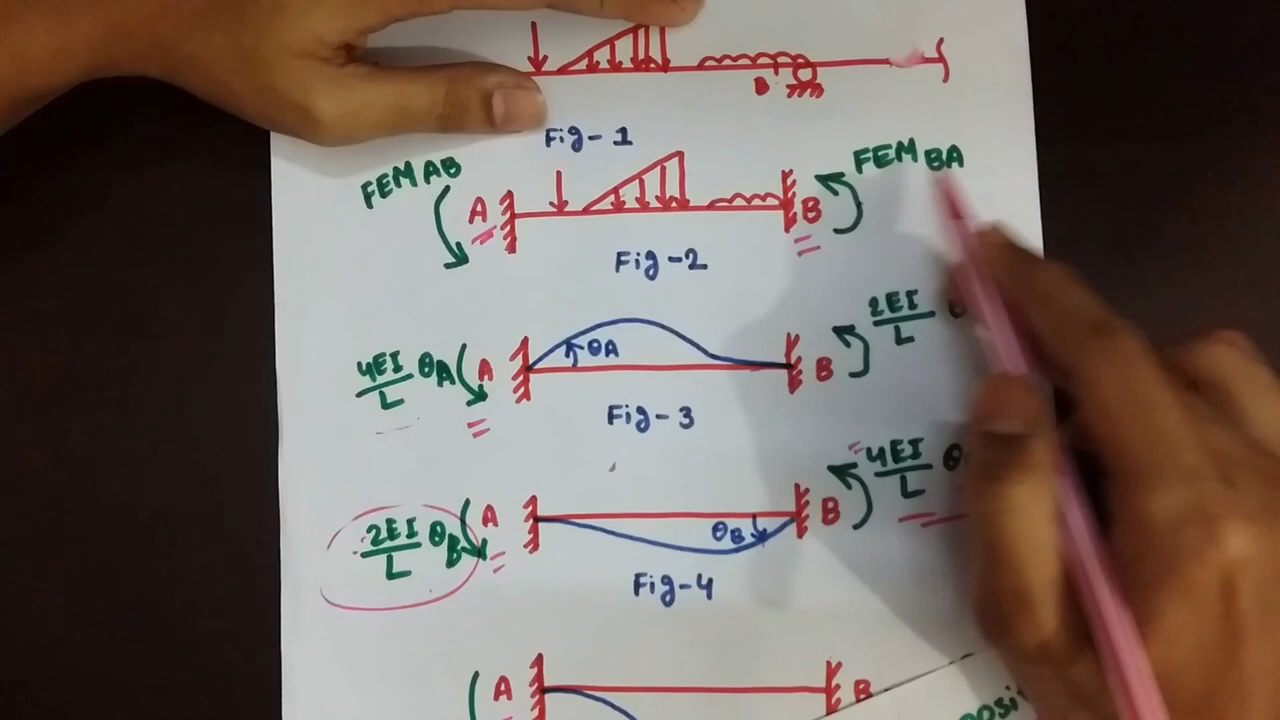 B
Fig-1
FEM AB
FEM BA
A
B
Fig-2
4EI/L θA
A
θA
B
2EI/L
Fig-3
2EI/L θB
A
θB
B
4EI/L θ
Fig-4
A
B